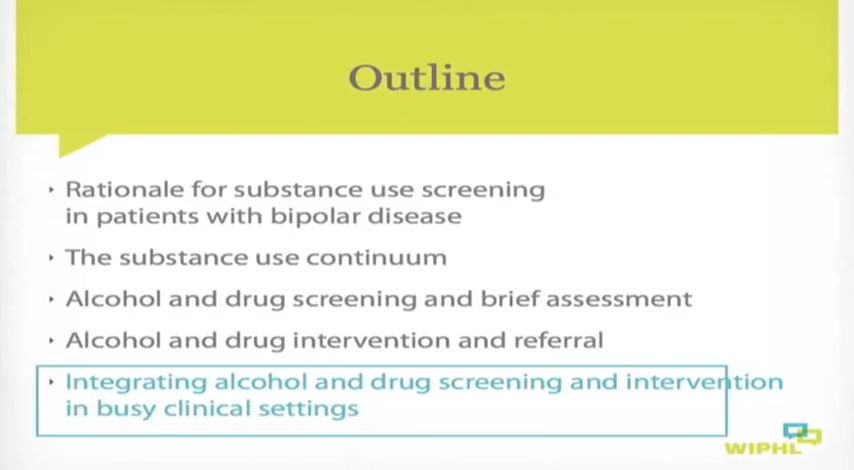 Outline
Rationale for substance use screening
in patients with bipolar disease
The substance use continuum
Alcohol and drug screening and brief assessment
Alcohol and drug intervention and referral
Integrating alcohol and drug screening and intervention
in busy clinical settings
WIPHL